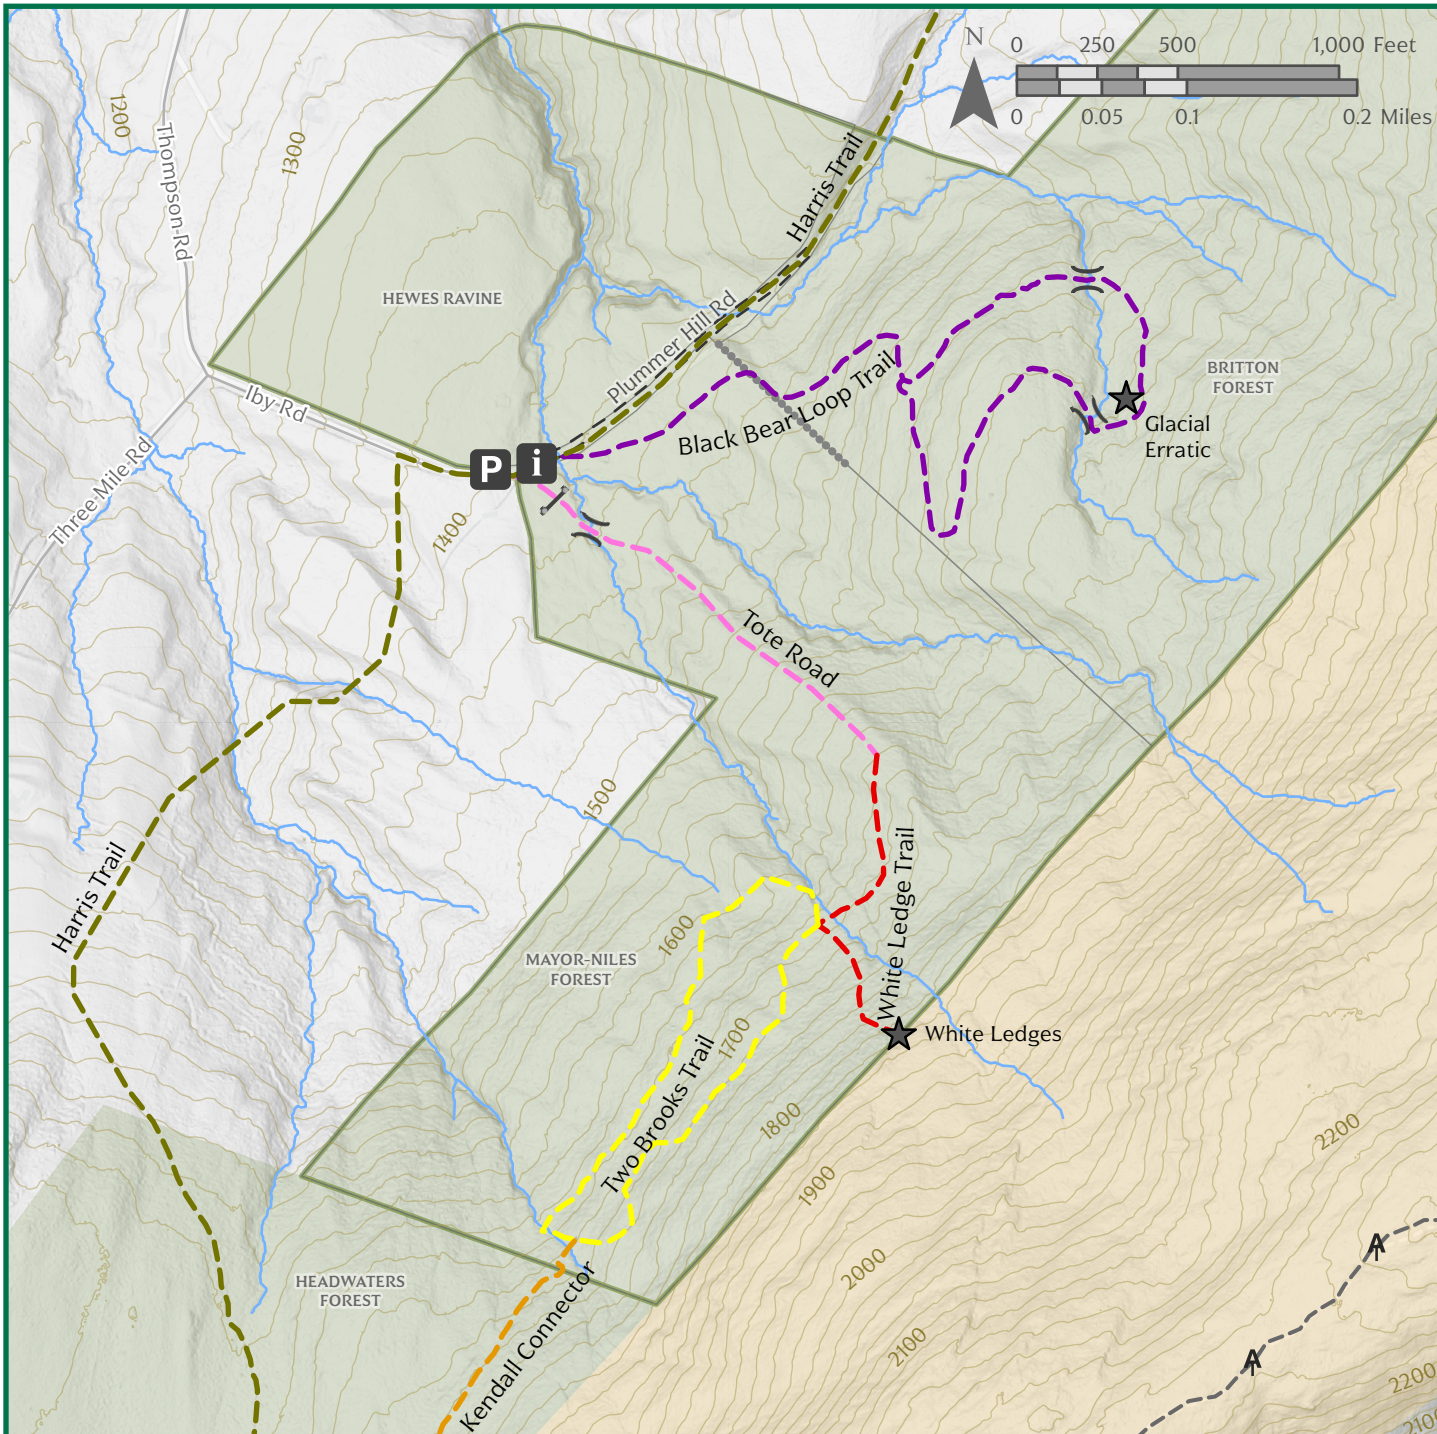 N
0 250 500 1,000 Feet
0 0.05 0.1 0.2 Miles
1200
Thompson Rd
1300
Harris Trail
HEWES RAVINE
Plummer Hill Rd
BRITTON
FOREST
Iby Rd
Black Bear Loop Trail
Glacial
Erratic
Three Mile Rd
P
i
1400
Tote Road
1500
White Ledge Trail
Harris Trail
1600
MAYOR-NILES
FOREST
1700
White Ledges
Two Brooks Trail
1800
2200
1900
A
2000
HEADWATERS
FOREST
Kendall Connector
2100
A
2200
2100